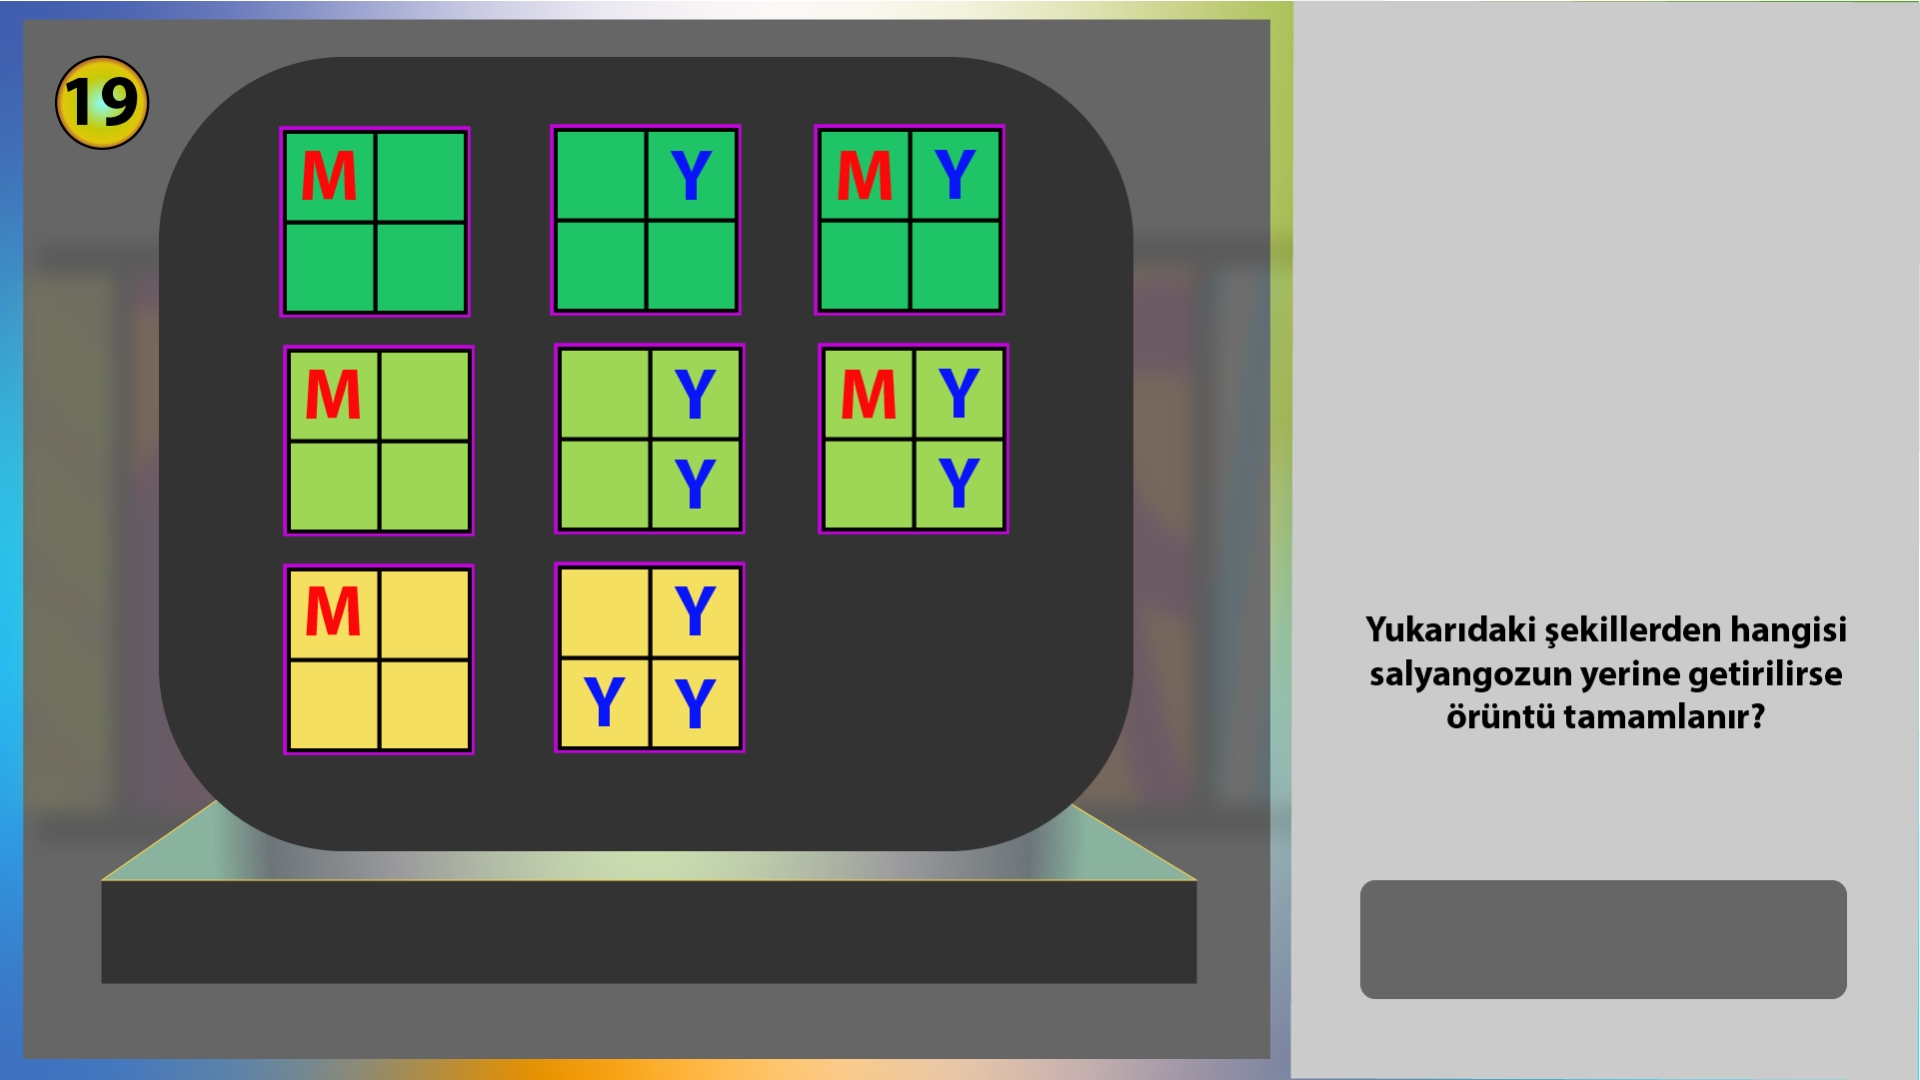 19
M Y M Y
M Y M Y
Y Y
M Y
Y Y
Yukarıdaki şekillerden hangisi
salyangozun yerine getirilirse
örüntü tamamlanır?